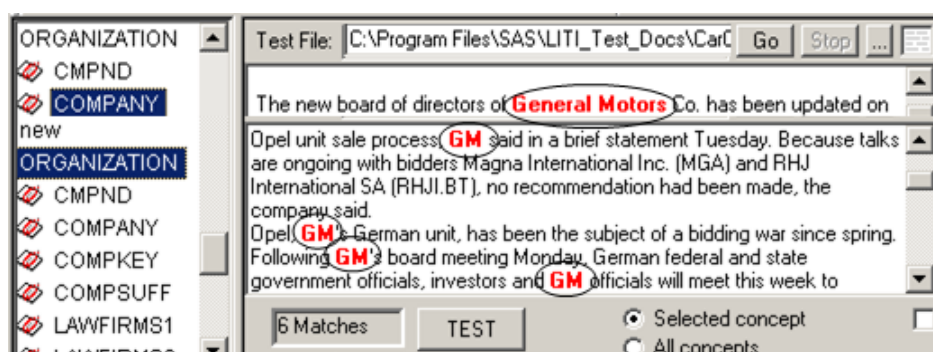 ORGANIZATION
CMPND
COMPANY
new
ORGANIZATION
CMPND
COMPANY
COMPKEY
COMPSUFF
LAWFIRMS1
Test File: C:\Program Files\SAS\LITI_Test_Docs\CarC Go Stop ...
The new board of directors of General Motors Co. has been updated on
Opel unit sale process, GM said in a brief statement Tuesday. Because talks
are ongoing with bidders Magna International Inc. (MGA) and RHJ
International SA (RHJI.BT), no recommendation had been made, the
company said.
Opel, GM's German unit, has been the subject of a bidding war since spring.
Following GM's board meeting Monday, German federal and state
government officials, investors and GM officials will meet this week to
6 Matches TEST Selected concept
All concepts